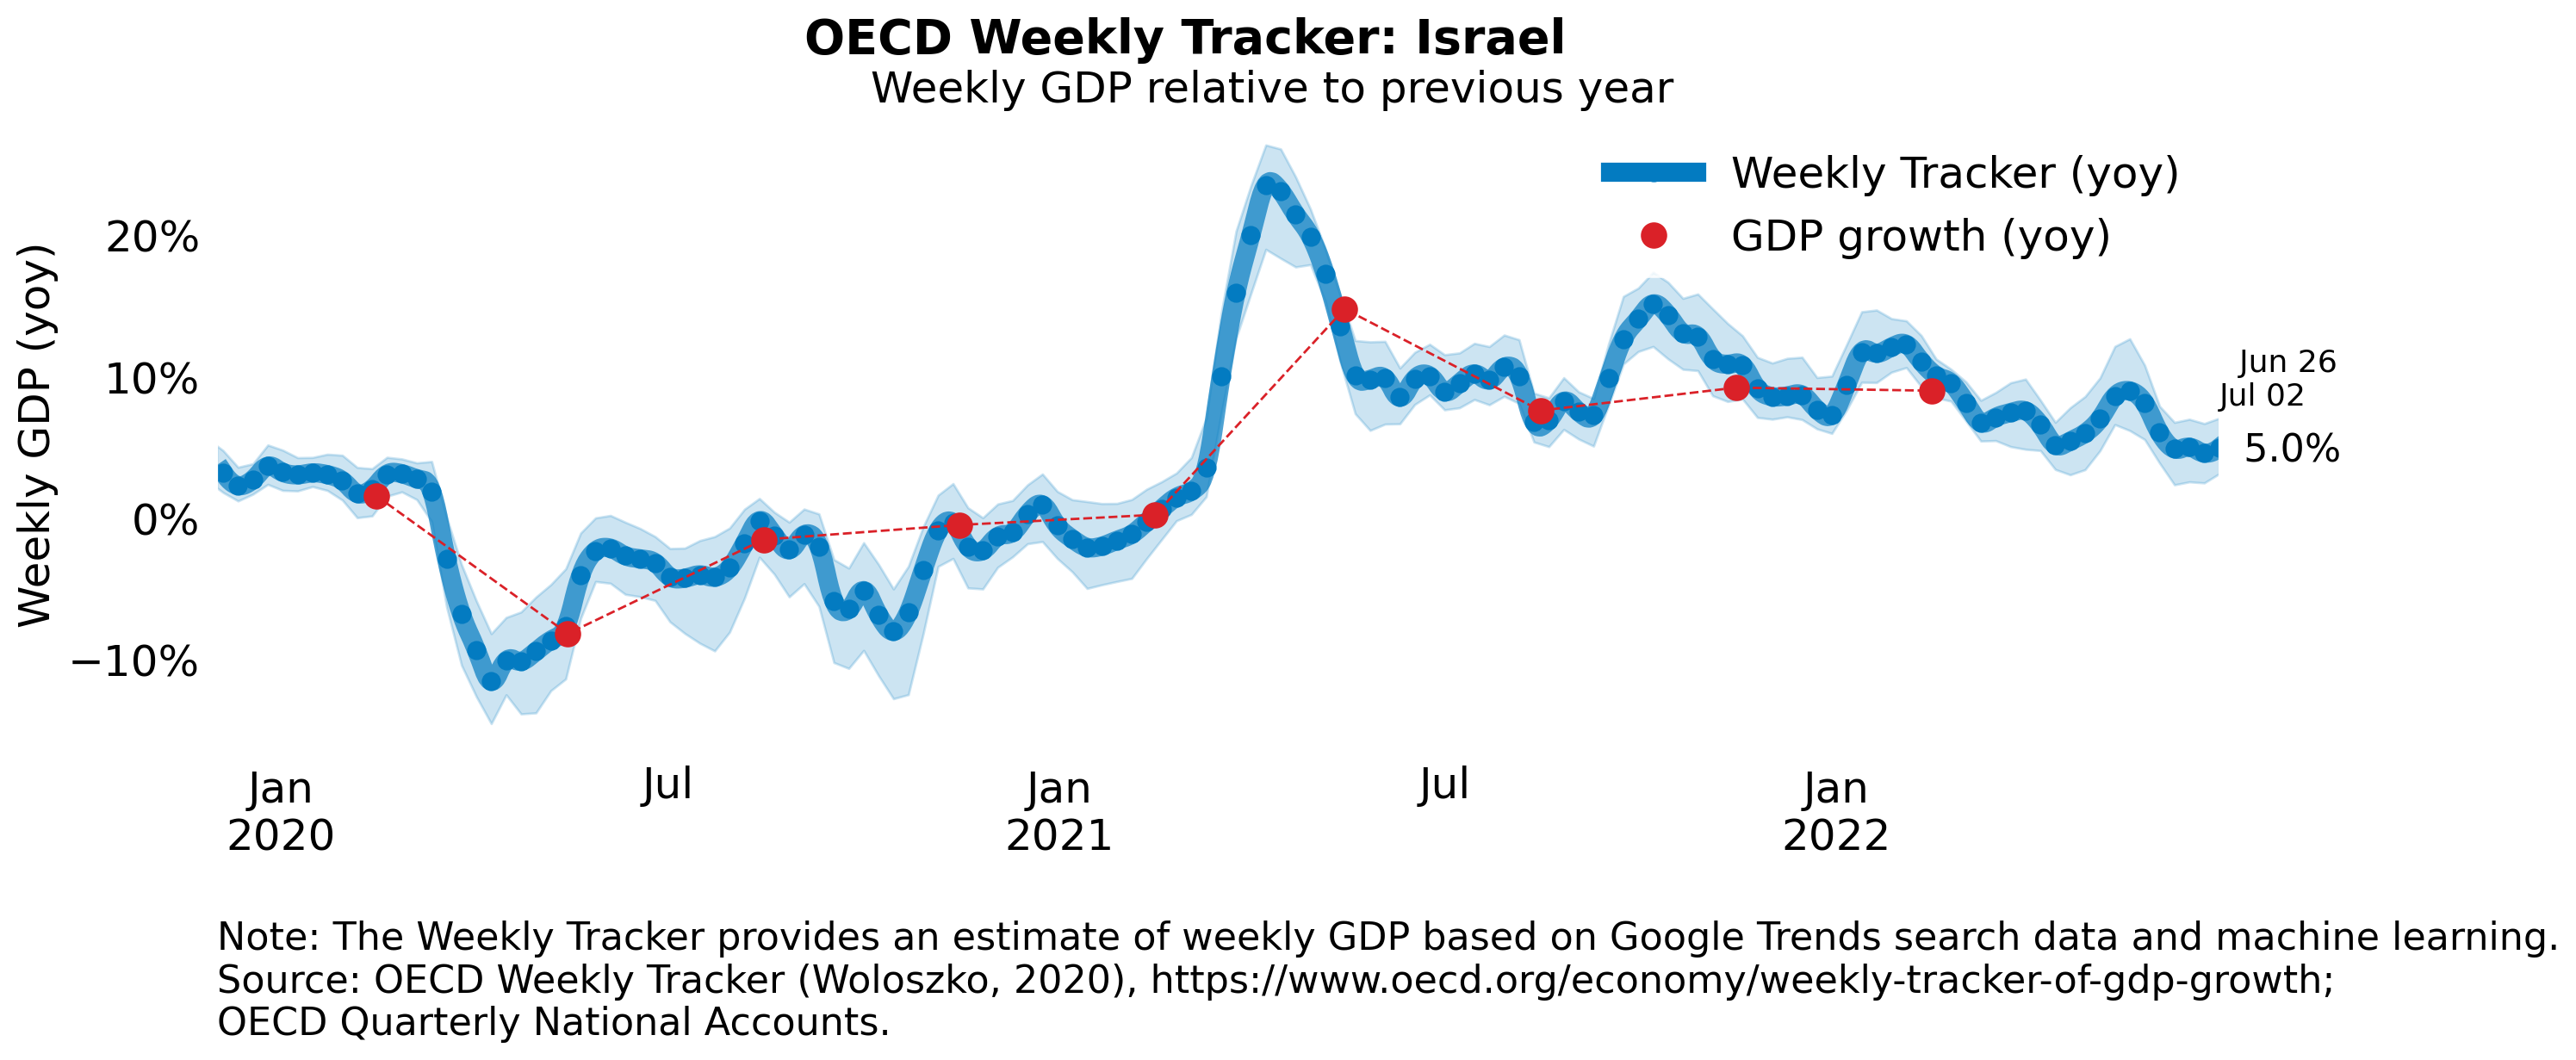 OECD Weekly Tracker: Israel
Weekly GDP relative to previous year
Weekly Tracker (yoy)
GDP growth (yoy)
Weekly GDP (yoy)
20%
10%
0%
−10%
Jun 26
Jul 02
5.0%
Jan
2020
Jul
Jan
2021
Jul
Jan
2022
Note: The Weekly Tracker provides an estimate of weekly GDP based on Google Trends search data and machine learning.
Source: OECD Weekly Tracker (Woloszko, 2020), https://www.oecd.org/economy/weekly-tracker-of-gdp-growth;
OECD Quarterly National Accounts.